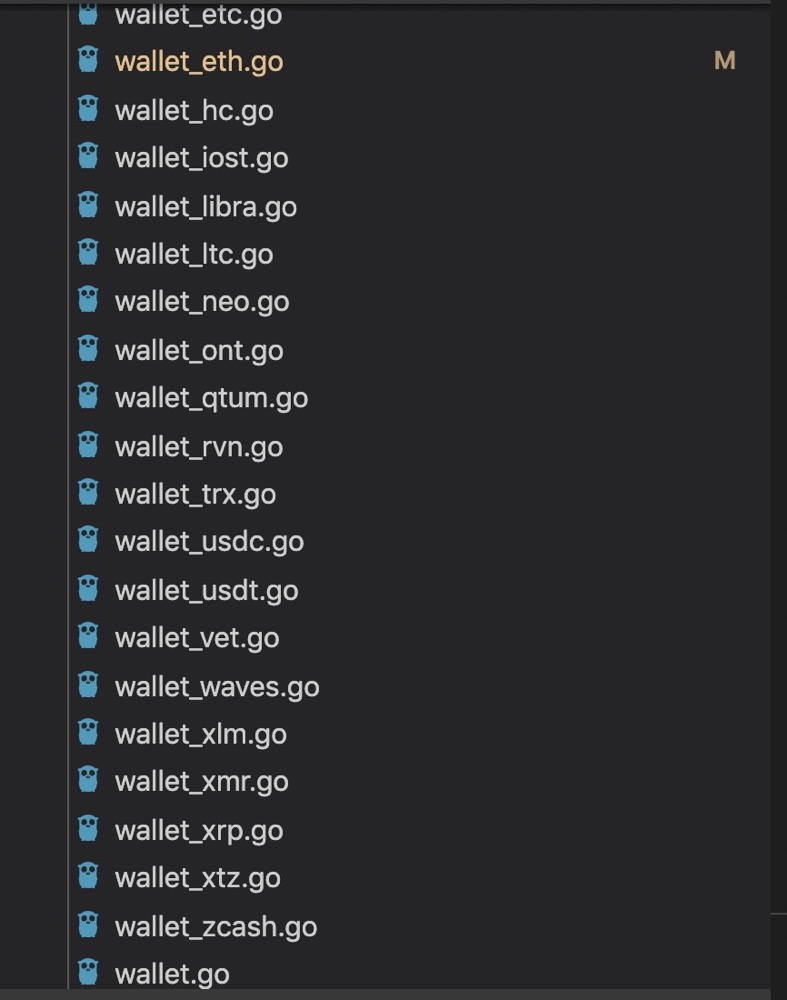 wallet_etc.go
wallet_eth.go M
wallet_hc.go
wallet_iost.go
wallet_libra.go
wallet_ltc.go
wallet_neo.go
wallet_ont.go
wallet_qtum.go
wallet_rvn.go
wallet_trx.go
wallet_usdc.go
wallet_usdt.go
wallet_vet.go
wallet_waves.go
wallet_xlm.go
wallet_xmr.go
wallet_xrp.go
wallet_xtz.go
wallet_zcash.go
wallet.go